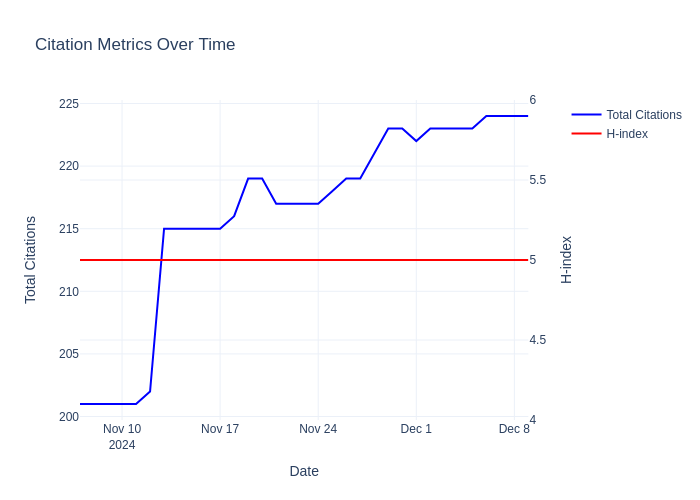 Citation Metrics Over Time
Total Citations
H-index
225
220
215
210
205
200
Total Citations
6
5.5
5
4.5
4
H-index
Nov 10
2024
Nov 17
Nov 24
Dec 1
Dec 8
Date